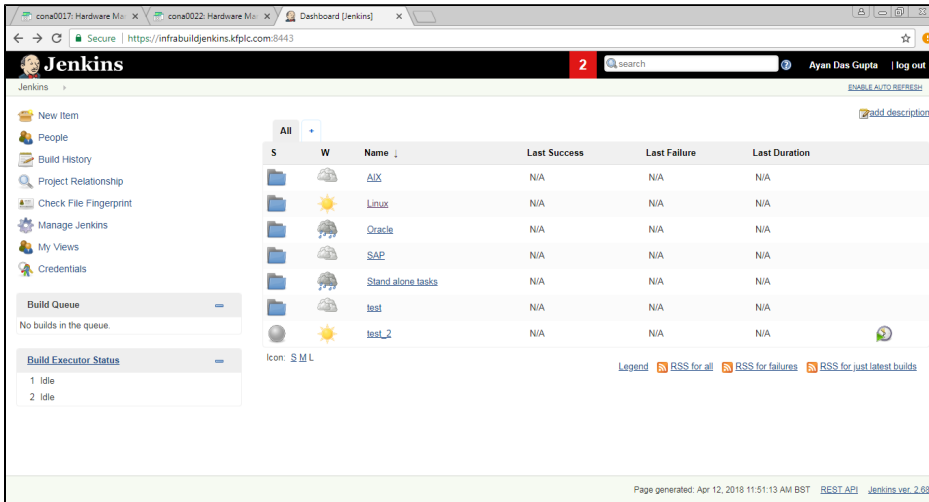 cona0017: Hardware Ma
cona0022: Hardware Ma
Dashboard [Jenkins]
Secure | https://infrabuildjenkins.kfplc.com:8443
Jenkins
2
search
Ayan Das Gupta | log out
Jenkins
ENABLE AUTO REFRESH
New Item
People
Build History
Project Relationship
Check File Fingerprint
Manage Jenkins
My Views
Credentials
Build Queue
No builds in the queue.
Build Executor Status
1 Idle
2 Idle
add description
All +
S W Name ↓ Last Success Last Failure Last Duration
AIX N/A N/A N/A
Linux N/A N/A N/A
Oracle N/A N/A N/A
SAP N/A N/A N/A
Stand alone tasks N/A N/A N/A
test N/A N/A N/A
test_2 N/A N/A N/A
Icon: S M L
Legend RSS for all RSS for failures RSS for just latest builds
Page generated: Apr 12, 2018 11:51:13 AM BST REST API Jenkins ver. 2.68